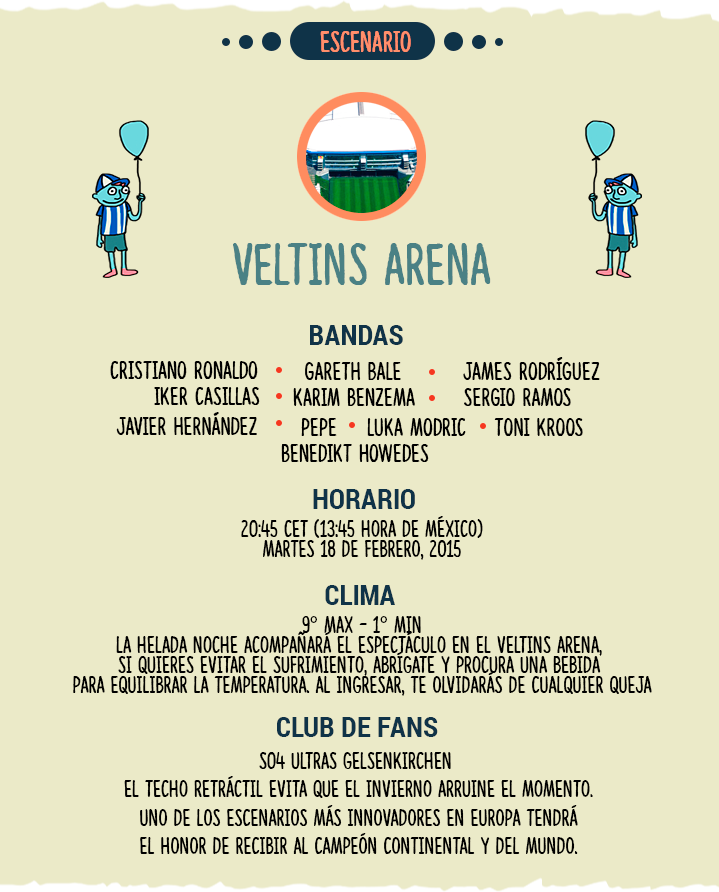 ESCENARIO
VELTINS ARENA
BANDAS
CRISTIANO RONALDO • GARETH BALE • JAMES RODRÍGUEZ
IKER CASILLAS • KARIM BENZEMA • SERGIO RAMOS
JAVIER HERNÁNDEZ • PEPE • LUKA MODRIC • TONI KROOS
BENEDIKT HOWEDES
HORARIO
20:45 CET (13:45 HORA DE MÉXICO)
MARTES 18 DE FEBRERO, 2015
CLIMA
9° MAX - 1° MIN
LA HELADA NOCHE ACOMPAÑARÁ EL ESPECTÁCULO EN EL VELTINS ARENA,
SI QUIERES EVITAR EL SUFRIMIENTO, ABRÍGATE Y PROCURA UNA BEBIDA
PARA EQUILIBRAR LA TEMPERATURA. AL INGRESAR, TE OLVIDARÁS DE CUALQUIER QUEJA
CLUB DE FANS
S04 ULTRAS GELSENKIRCHEN
EL TECHO RETRÁCTIL EVITA QUE EL INVIERNO ARRUINE EL MOMENTO.
UNO DE LOS ESCENARIOS MÁS INNOVADORES EN EUROPA TENDRÁ
EL HONOR DE RECIBIR AL CAMPEÓN CONTINENTAL Y DEL MUNDO.